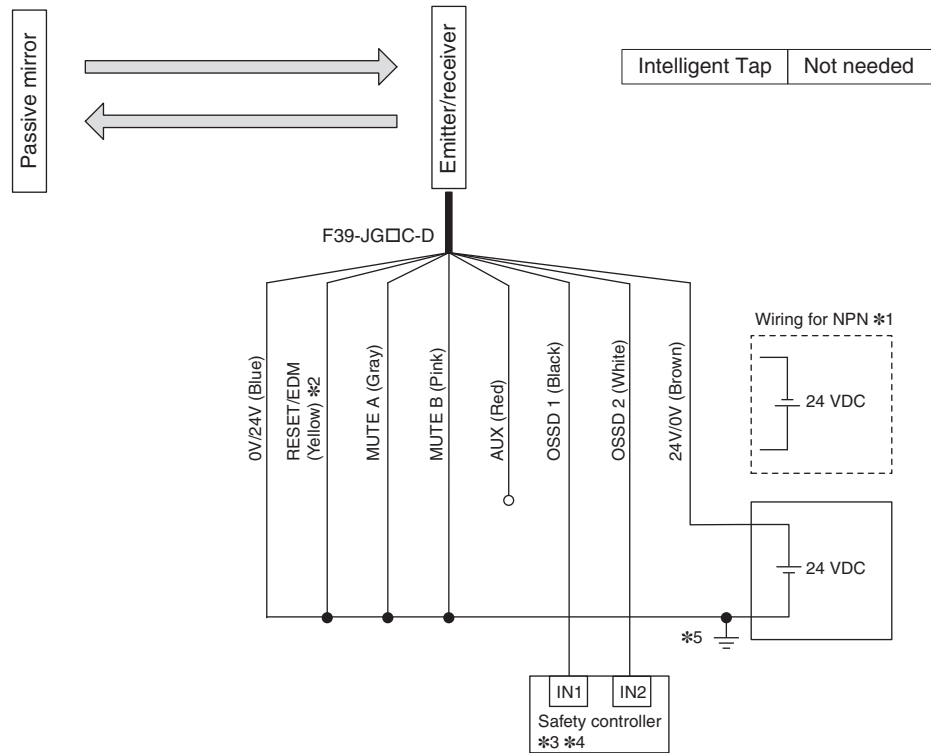 Passive mirror
Emitter/receiver
Intelligent Tap Not needed
F39-JG□C-D
0V/24V (Blue)
RESET/EDM
(Yellow) ✱2
MUTE A (Gray)
MUTE B (Pink)
AUX (Red)
OSSD 1 (Black)
OSSD 2 (White)
24V/0V (Brown)
Wiring for NPN ✱1
24 VDC
24 VDC
✱5
IN1 IN2
Safety controller
✱3 ✱4